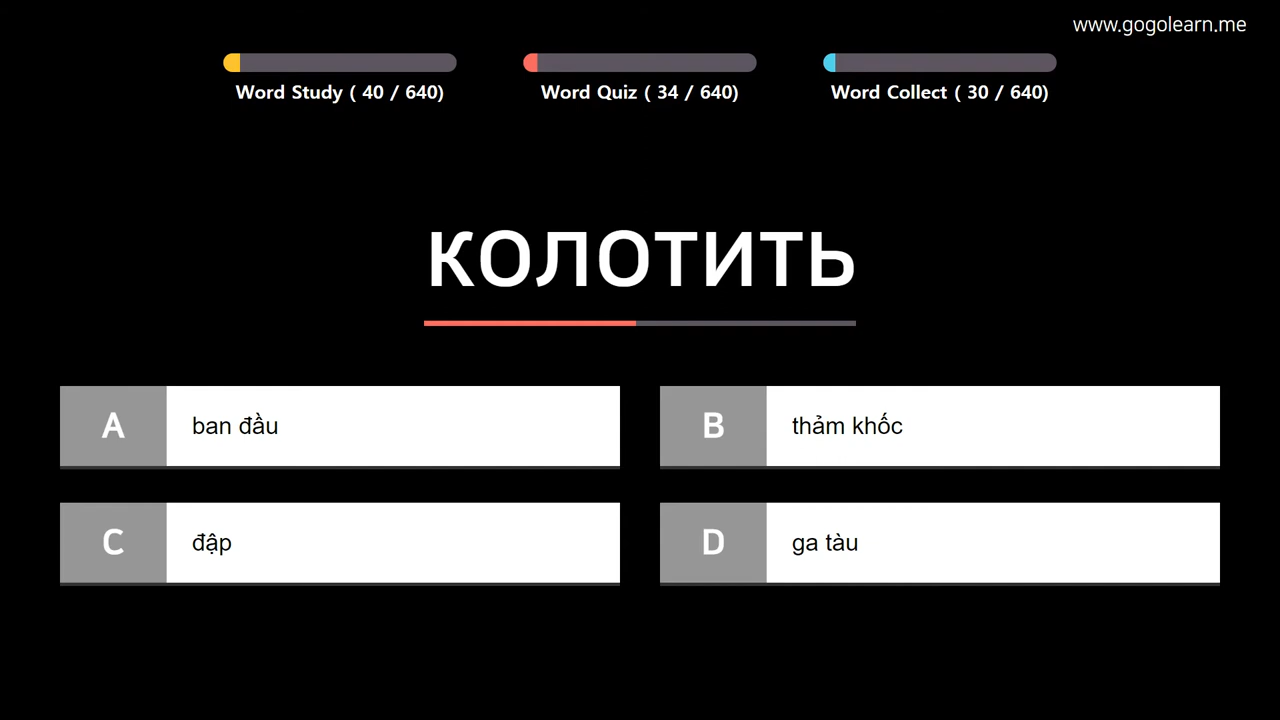 www.gogolearn.me
Word Study ( 40 / 640)
Word Quiz ( 34 / 640)
Word Collect ( 30 / 640)
КОЛОТИТЬ
A
ban đầu
B
thảm khốc
C
đập
D
ga tàu